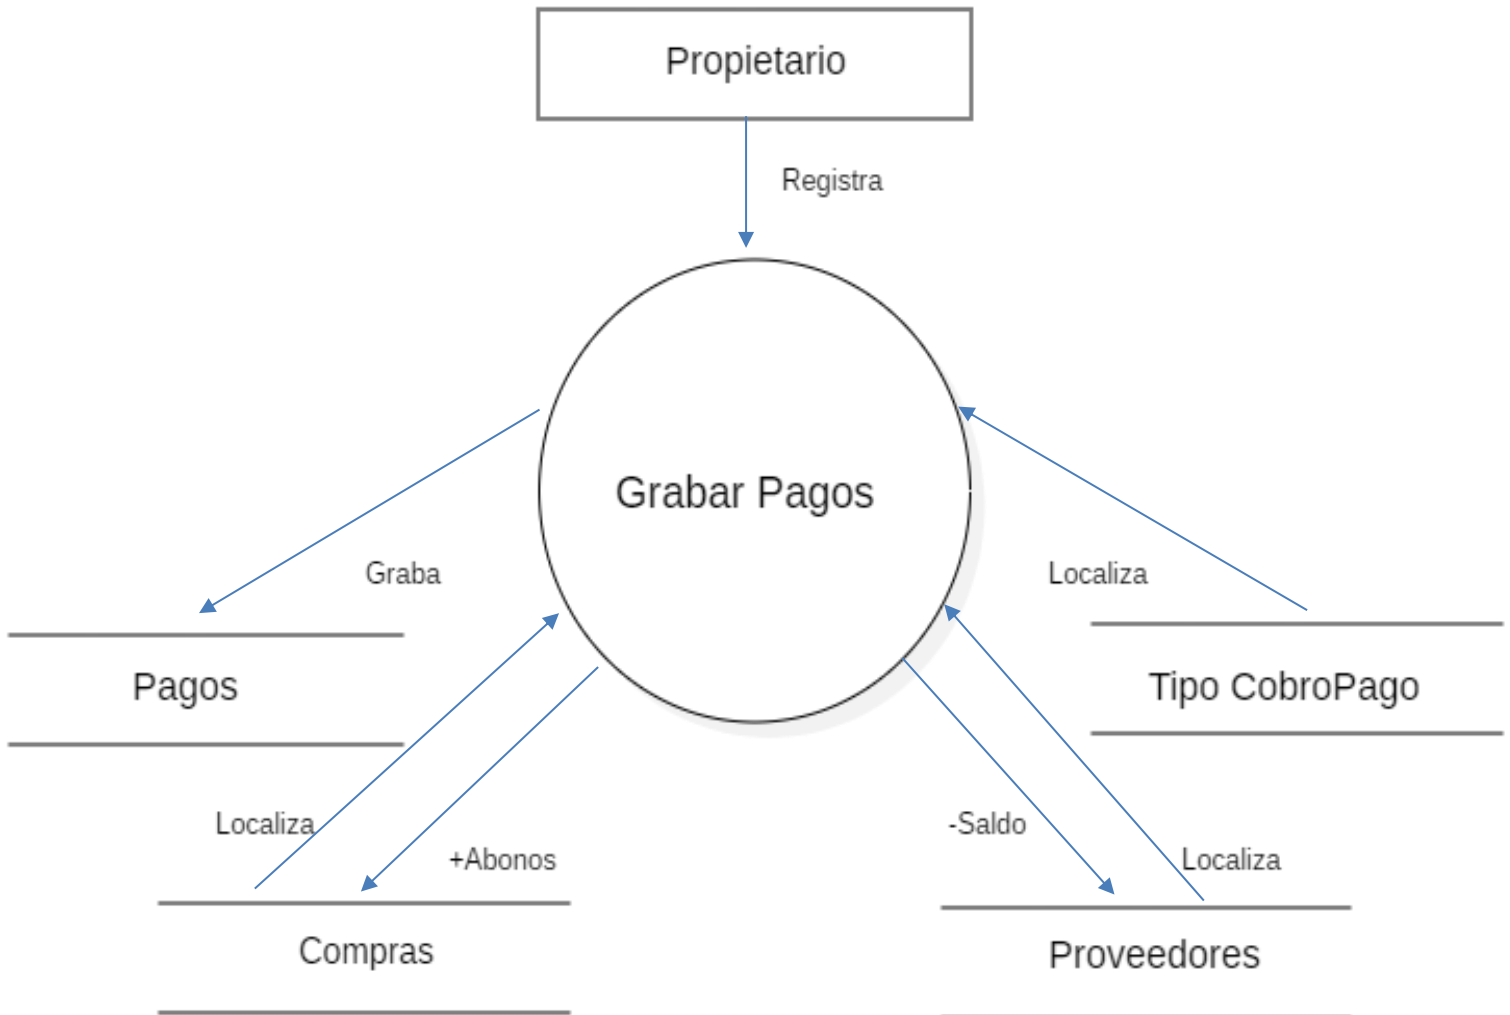 Propietario
Registra
Grabar Pagos
Graba
Localiza
Pagos
Tipo CobroPago
Localiza
+Abonos
-Saldo
Localiza
Compras
Proveedores